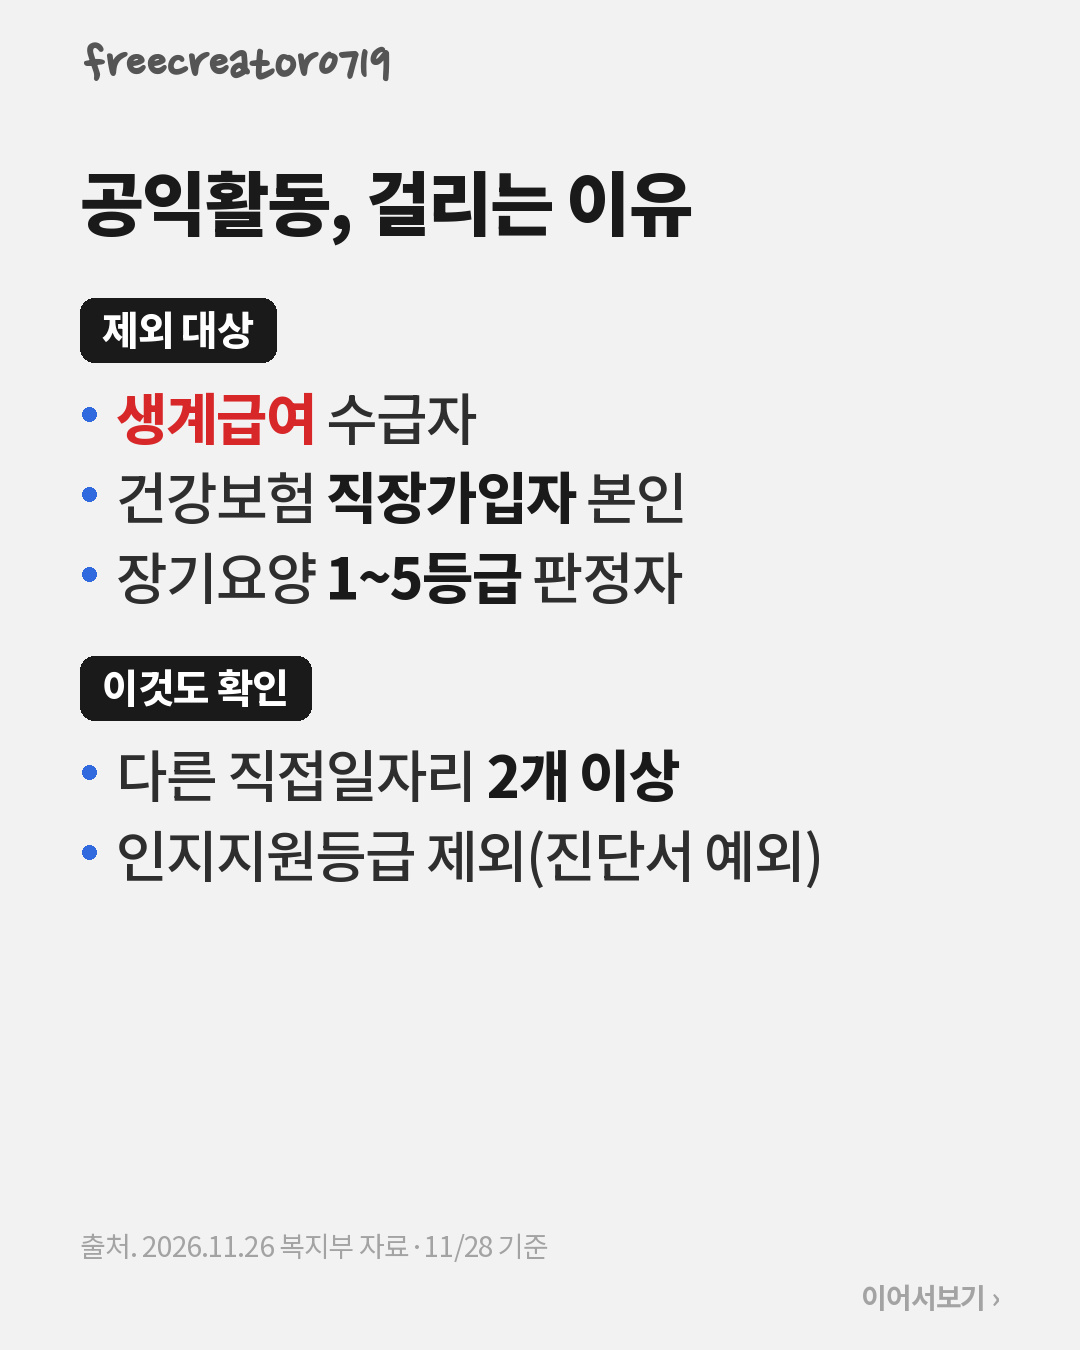 freecreator0719
공익활동, 걸리는 이유
제외 대상
• 생계급여 수급자
• 건강보험 직장가입자 본인
• 장기요양 1~5등급 판정자
이것도 확인
• 다른 직접일자리 2개 이상
• 인지지원등급 제외(진단서 예외)
출처. 2026.11.26 복지부 자료·11/28 기준
이어서보기 ›